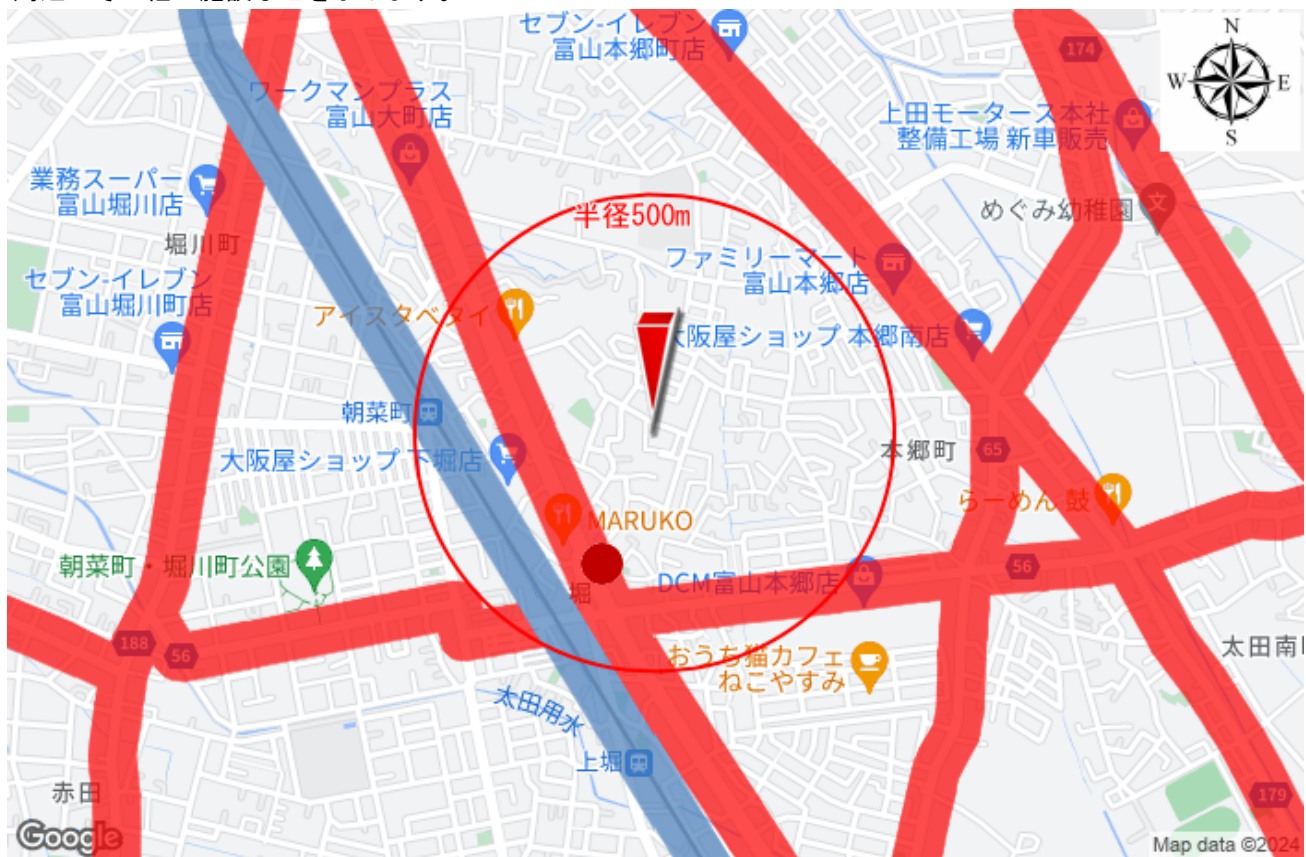 セブン-イレブン
富山本郷町店
174
N
W
E
S
ワークマンプラス
富山大町店
上田モータース本社
整備工場 新車販売
業務スーパー
富山堀川店
めぐみ幼稚園
半径500m
堀川町
ファミリーマート
富山本郷店
セブン-イレブン
富山堀川町店
アイスタベタイ
大阪屋ショップ 本郷南店
朝菜町
本郷町
65
大阪屋ショップ 下堀店
らーめん 鼓
MARUKO
朝菜町・堀川町公園
堀
DCM富山本郷店
56
188
56
おうち猫カフェ
ねこやすみ
太田南町
太田用水
上堀
赤田
179
Google
Map data ©2024